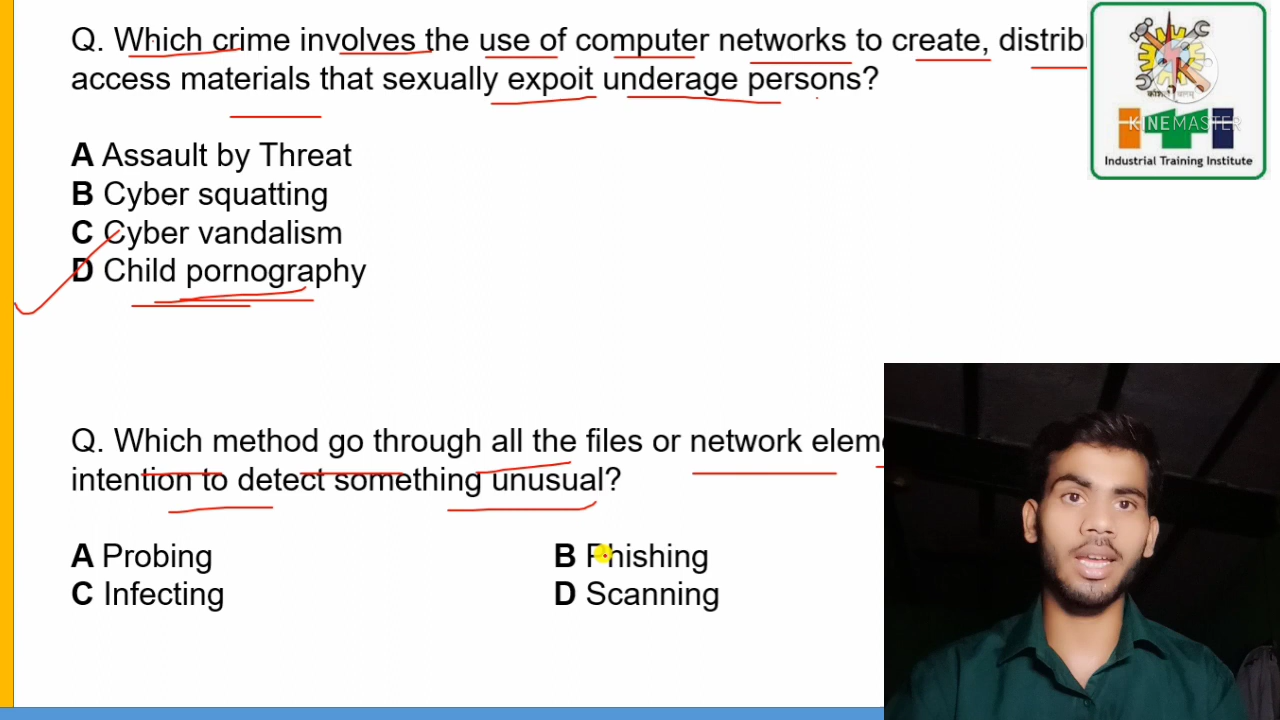 Q. Which crime involves the use of computer networks to create,
access materials that sexually expoit underage persons?
A Assault by Threat
B Cyber squatting
C Cyber vandalism
D Child pornography
KINEMASTER
Industrial Training Institute
Q. Which method go through all the files or network
intention to detect something unusual?
A Probing
B Phishing
C Infecting
D Scanning